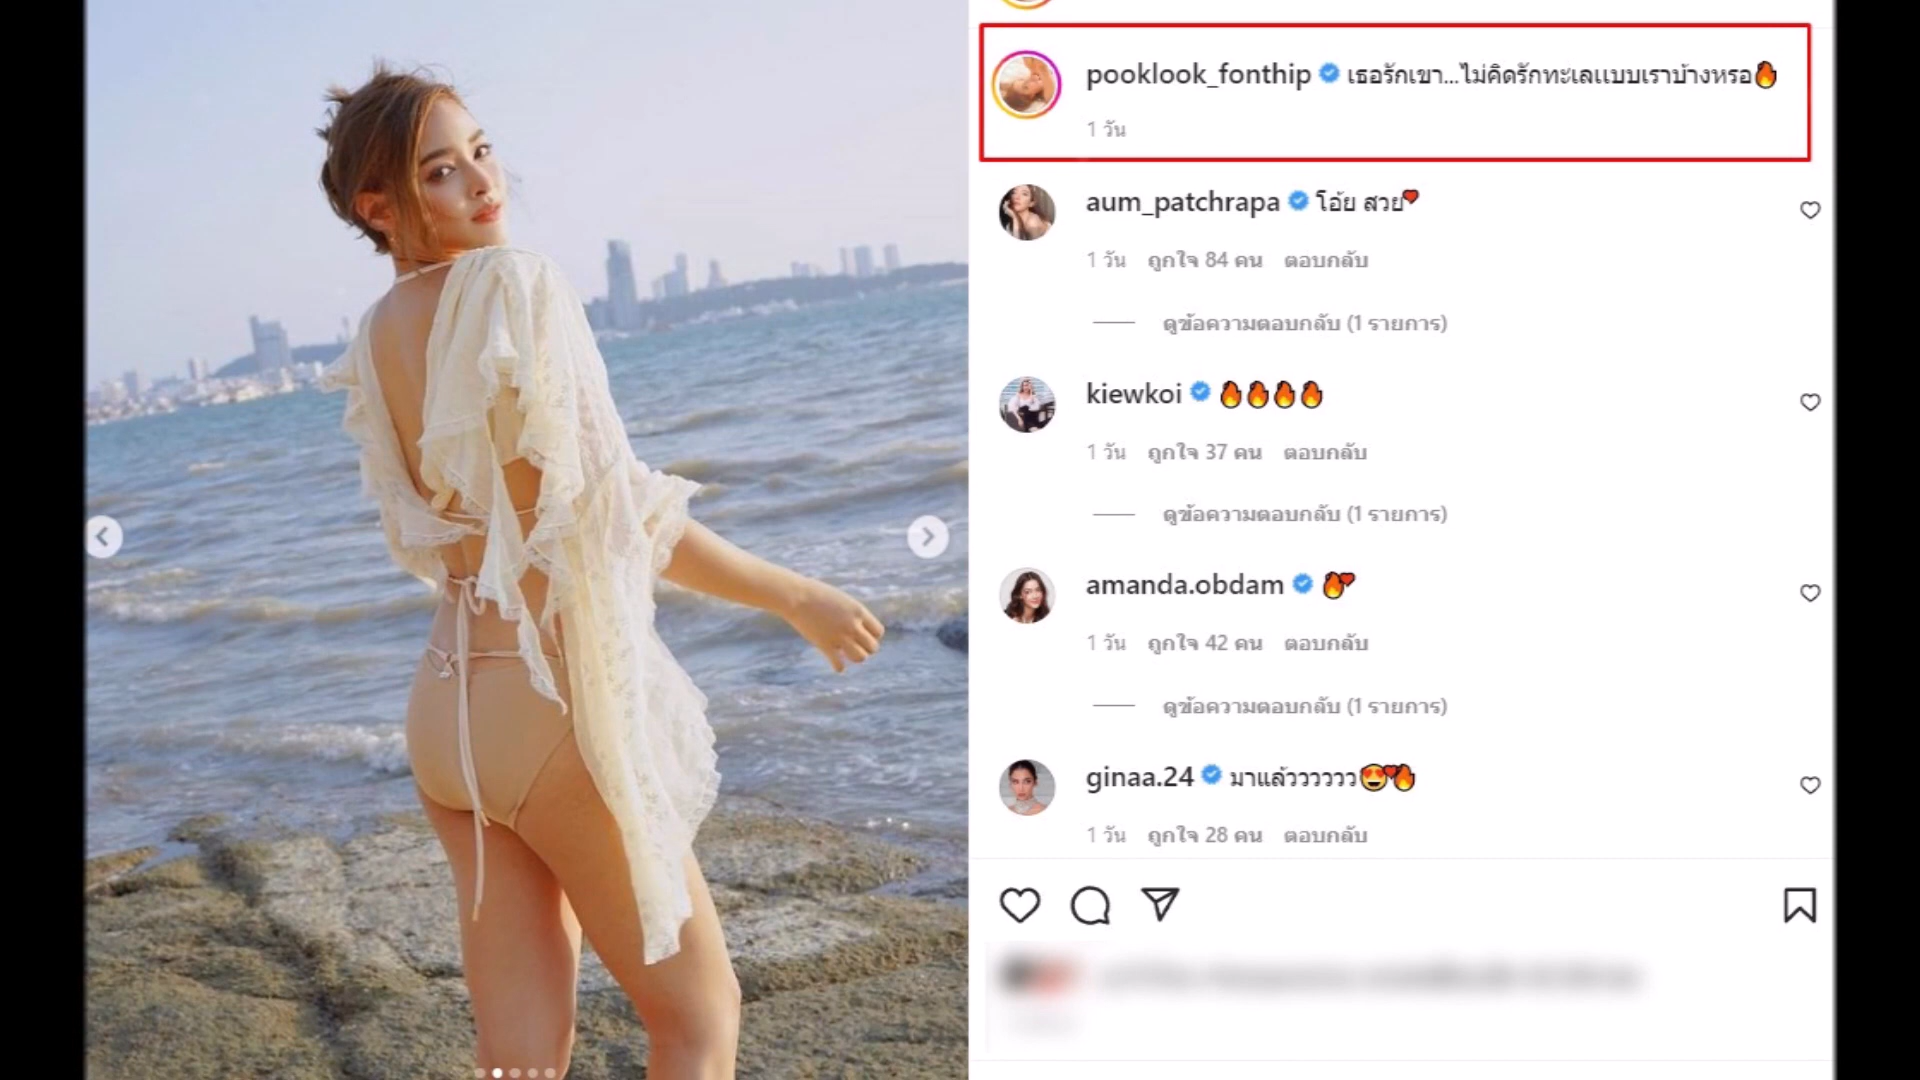 pooklook_fonthip เธอรักเขา...ไม่คิดรักทะเลแบบเราบ้างหรอ🔥
1 วัน
aum_patchrapa โอ้ย สวย❣
1 วัน ถูกใจ 84 คน ตอบกลับ
ดูข้อความตอบกลับ (1 รายการ)
kiewkoi 🔥🔥🔥🔥
1 วัน ถูกใจ 37 คน ตอบกลับ
ดูข้อความตอบกลับ (1 รายการ)
amanda.obdam ❤️‍🔥
1 วัน ถูกใจ 42 คน ตอบกลับ
ดูข้อความตอบกลับ (1 รายการ)
ginaa.24 มาแล้ววววววว😍❤️‍🔥
1 วัน ถูกใจ 28 คน ตอบกลับ